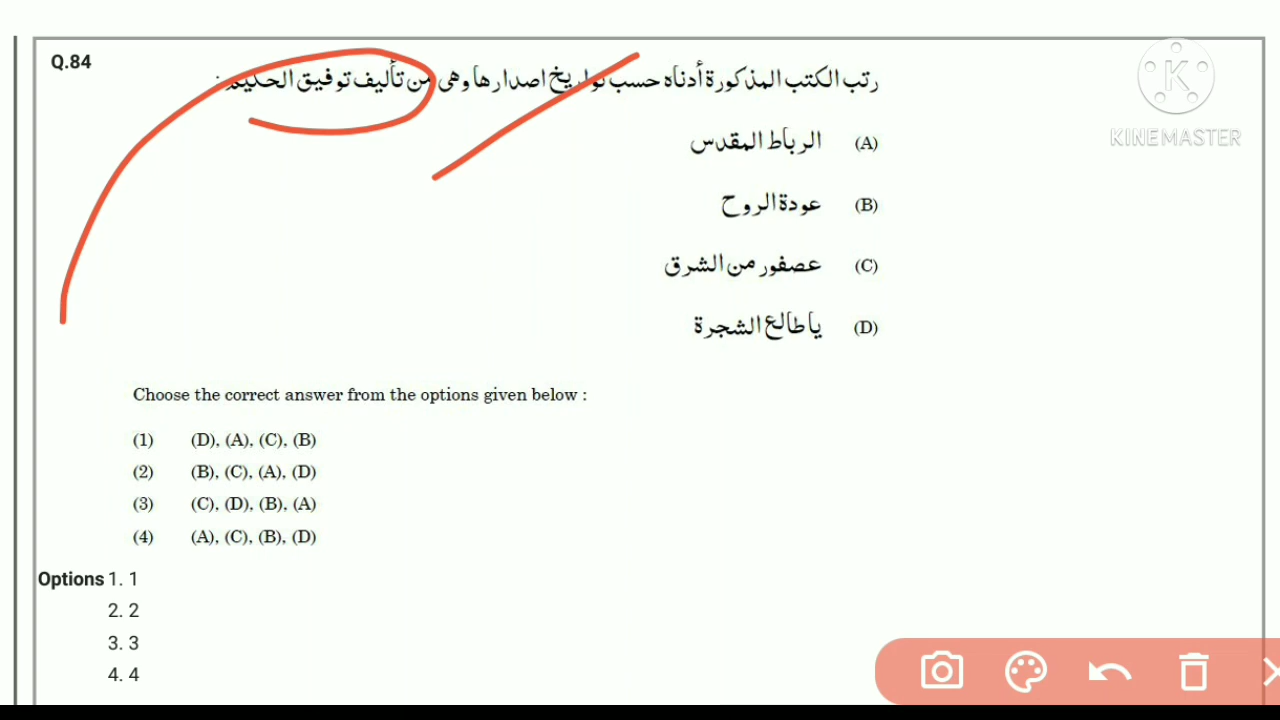 Q.84
رتب الكتب المذكورة أدناه حسب تواريخ اصدارها وهى من تأليف توفيق الحكيم :
(A) الرباط المقدس
(B) عودة الروح
(C) عصفور من الشرق
(D) يا طالع الشجرة
Choose the correct answer from the options given below :
(1) (D), (A), (C), (B)
(2) (B), (C), (A), (D)
(3) (C), (D), (B), (A)
(4) (A), (C), (B), (D)
Options 1. 1
2. 2
3. 3
4. 4
K
KINEMASTER